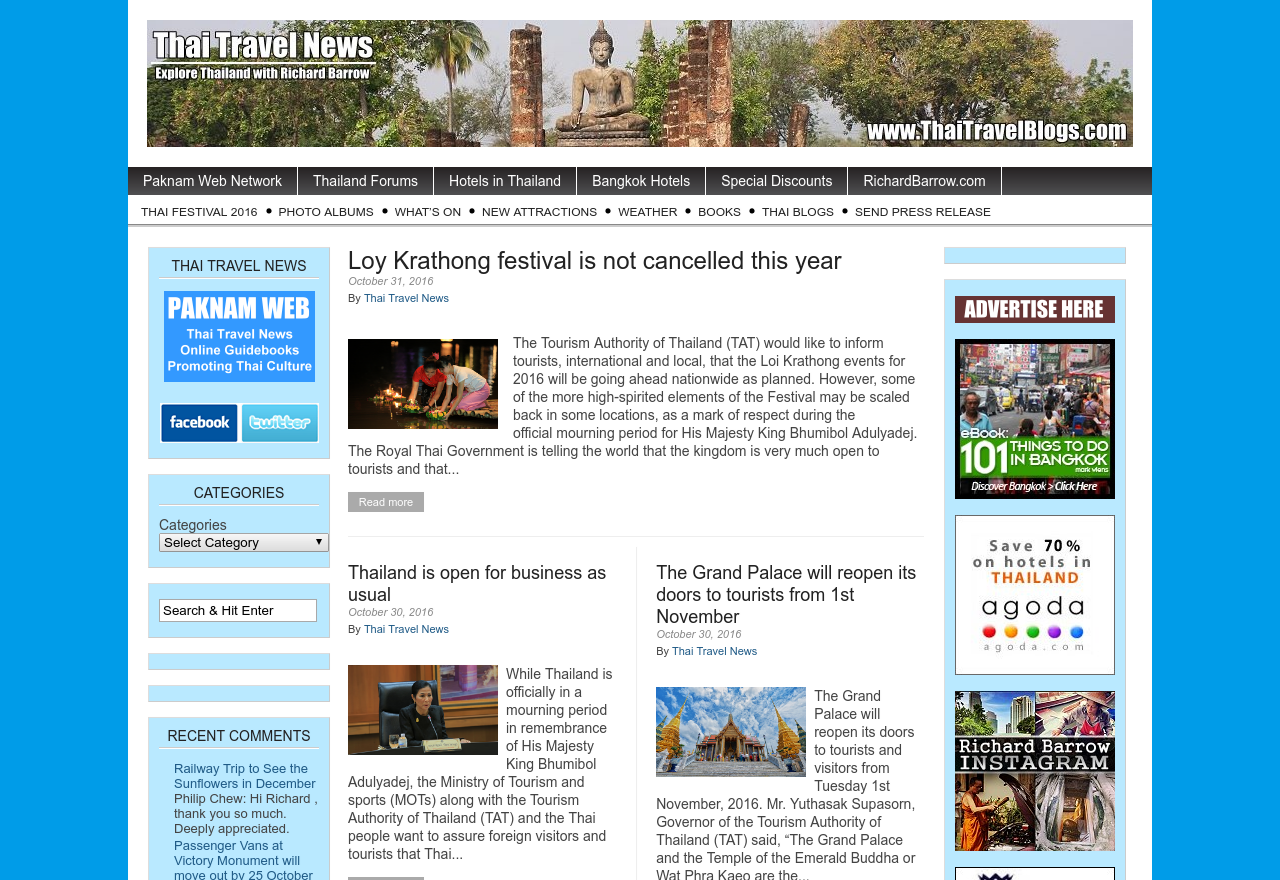 Thai Travel News
Explore Thailand with Richard Barrow
www.ThaiTravelBlogs.com
Paknam Web Network
Thailand Forums
Hotels in Thailand
Bangkok Hotels
Special Discounts
RichardBarrow.com
THAI FESTIVAL 2016 • PHOTO ALBUMS • WHAT'S ON • NEW ATTRACTIONS • WEATHER • BOOKS • THAI BLOGS • SEND PRESS RELEASE
THAI TRAVEL NEWS
PAKNAM WEB
Thai Travel News
Online Guidebooks
Promoting Thai Culture
facebook
twitter
CATEGORIES
Categories
Select Category
Search & Hit Enter
RECENT COMMENTS
Railway Trip to See the
Sunflowers in December
Philip Chew: Hi Richard ,
thank you so much.
Deeply appreciated.
Passenger Vans at
Victory Monument will
move out by 25 October
Loy Krathong festival is not cancelled this year
October 31, 2016
By Thai Travel News
The Tourism Authority of Thailand (TAT) would like to inform
tourists, international and local, that the Loi Krathong events for
2016 will be going ahead nationwide as planned. However, some
of the more high-spirited elements of the Festival may be scaled
back in some locations, as a mark of respect during the
official mourning period for His Majesty King Bhumibol Adulyadej.
The Royal Thai Government is telling the world that the kingdom is very much open to
tourists and that...
Read more
Thailand is open for business as
usual
October 30, 2016
By Thai Travel News
While Thailand is
officially in a
mourning period
in remembrance
of His Majesty
King Bhumibol
Adulyadej, the Ministry of Tourism and
sports (MOTs) along with the Tourism
Authority of Thailand (TAT) and the Thai
people want to assure foreign visitors and
tourists that Thai...
The Grand Palace will reopen its
doors to tourists from 1st
November
October 30, 2016
By Thai Travel News
The Grand
Palace will
reopen its doors
to tourists and
visitors from
Tuesday 1st
November, 2016. Mr. Yuthasak Supasorn,
Governor of the Tourism Authority of
Thailand (TAT) said, “The Grand Palace
and the Temple of the Emerald Buddha or
Wat Phra Kaeo are the...
ADVERTISE HERE
eBook:
101 THINGS TO DO
IN BANGKOK
mark wiens
Discover Bangkok > Click Here
Save 70%
on hotels in
THAILAND
agoda
agoda.com
Richard Barrow
INSTAGRAM